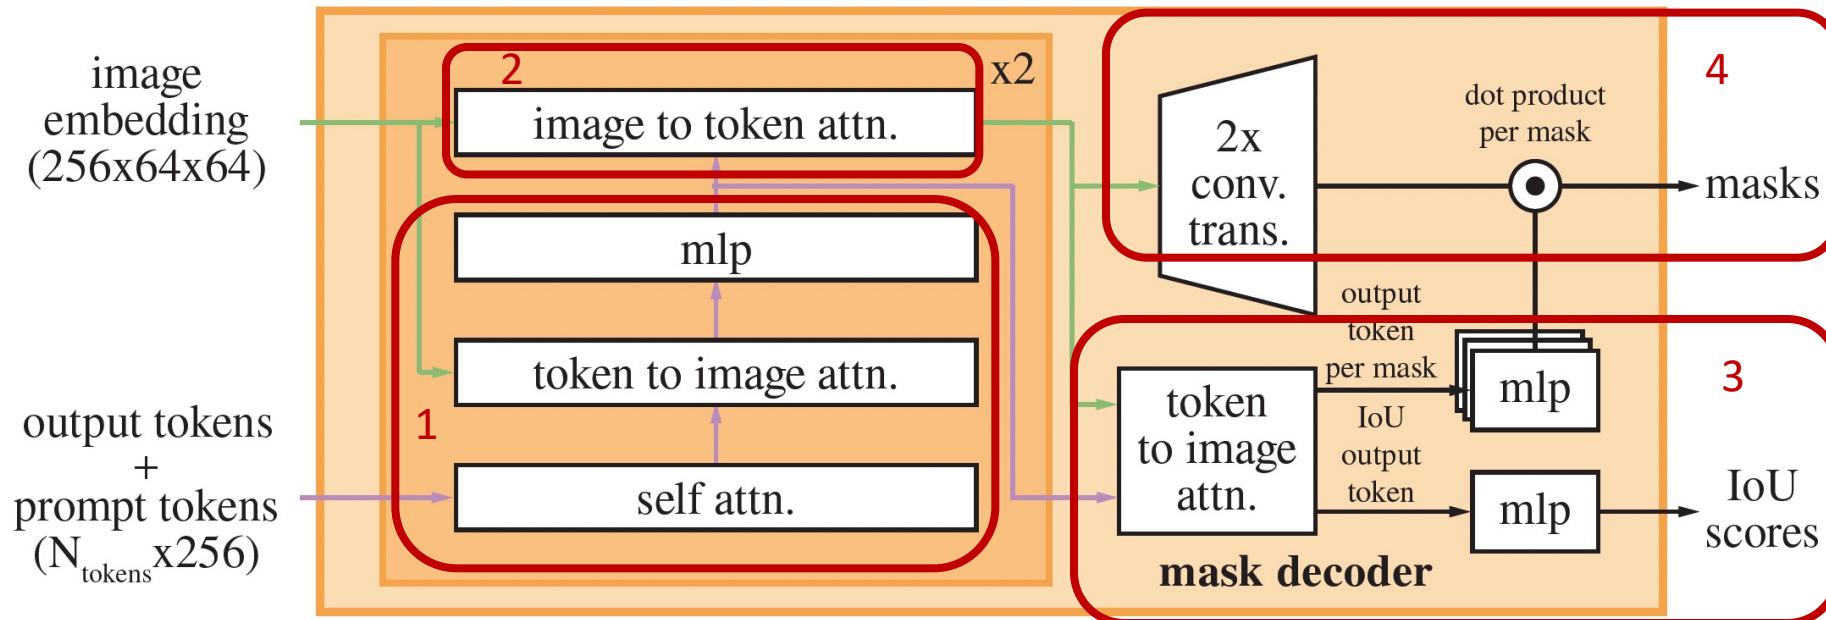 image
embedding
(256x64x64)
output tokens
+
prompt tokens
(N_tokens x256)
2
x2
image to token attn.
mlp
token to image attn.
1
self attn.
4
2x
conv.
trans.
dot product
per mask
masks
output
token
per mask
3
mlp
token
to image
attn.
IoU
output
token
mlp
IoU
scores
mask decoder